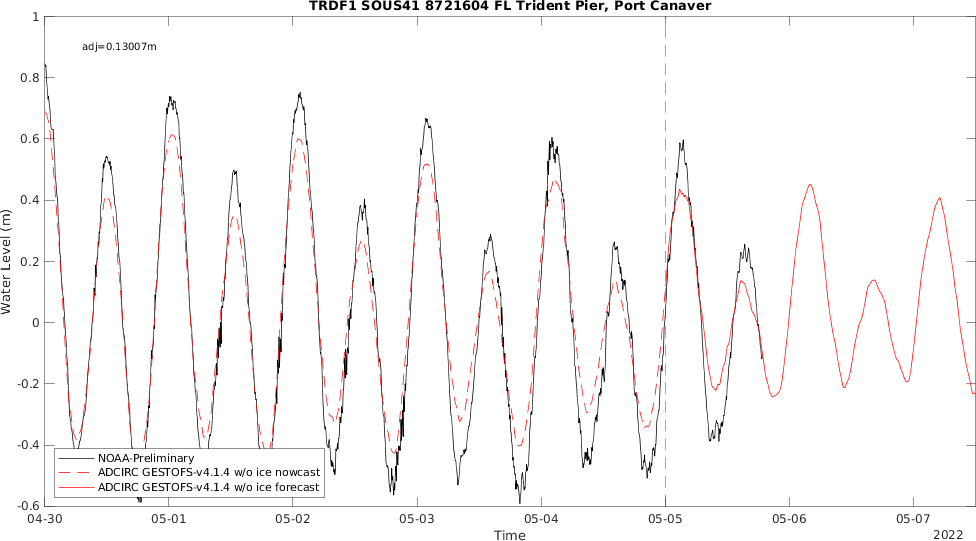 TRDF1 SOUS41 8721604 FL Trident Pier, Port Canaver
1
adj=0.13007m
0.8
0.6
0.4
0.2
0
-0.2
-0.4
-0.6
Water Level (m)
NOAA-Preliminary
ADCIRC GESTOFS-v4.1.4 w/o ice nowcast
ADCIRC GESTOFS-v4.1.4 w/o ice forecast
04-30 05-01 05-02 05-03 05-04 05-05 05-06 05-07
Time
2022